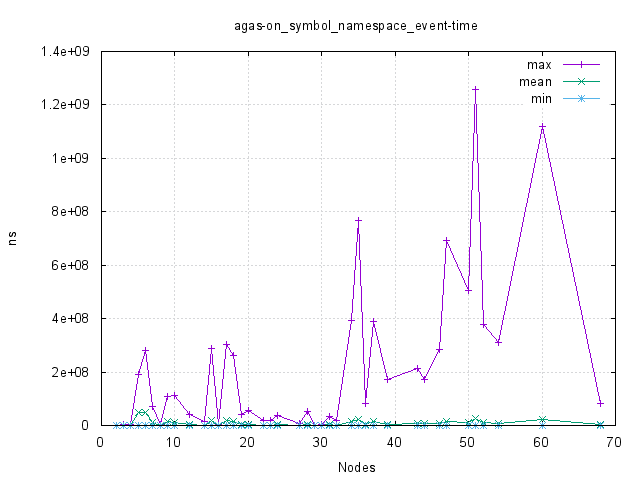 agas-on_symbol_namespace_event-time
1.4e+09
1.2e+09
1e+09
8e+08
6e+08
4e+08
2e+08
0
ns
max
mean
min
0 10 20 30 40 50 60 70
Nodes